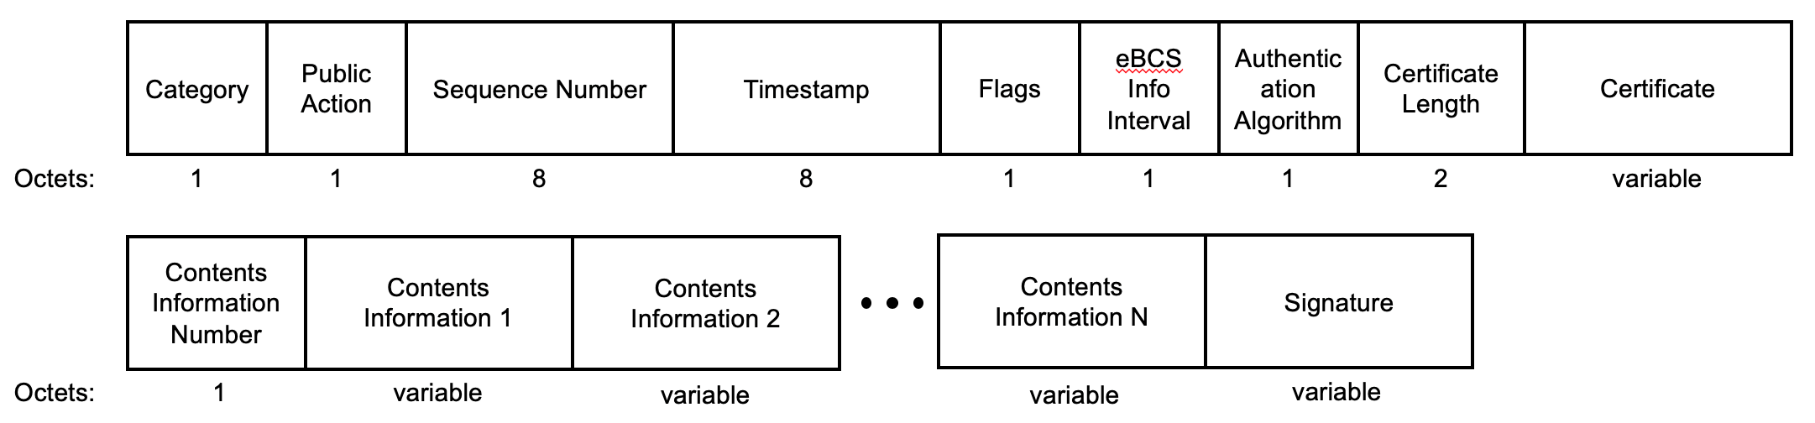 Category
Public
Action
Sequence Number
Timestamp
Flags
eBCS
Info
Interval
Authentic
ation
Algorithm
Certificate
Length
Certificate
Octets: 1 1 8 8 1 1 1 2 variable
Contents
Information
Number
Contents
Information 1
Contents
Information 2
• • •
Contents
Information N
Signature
Octets: 1 variable variable variable variable